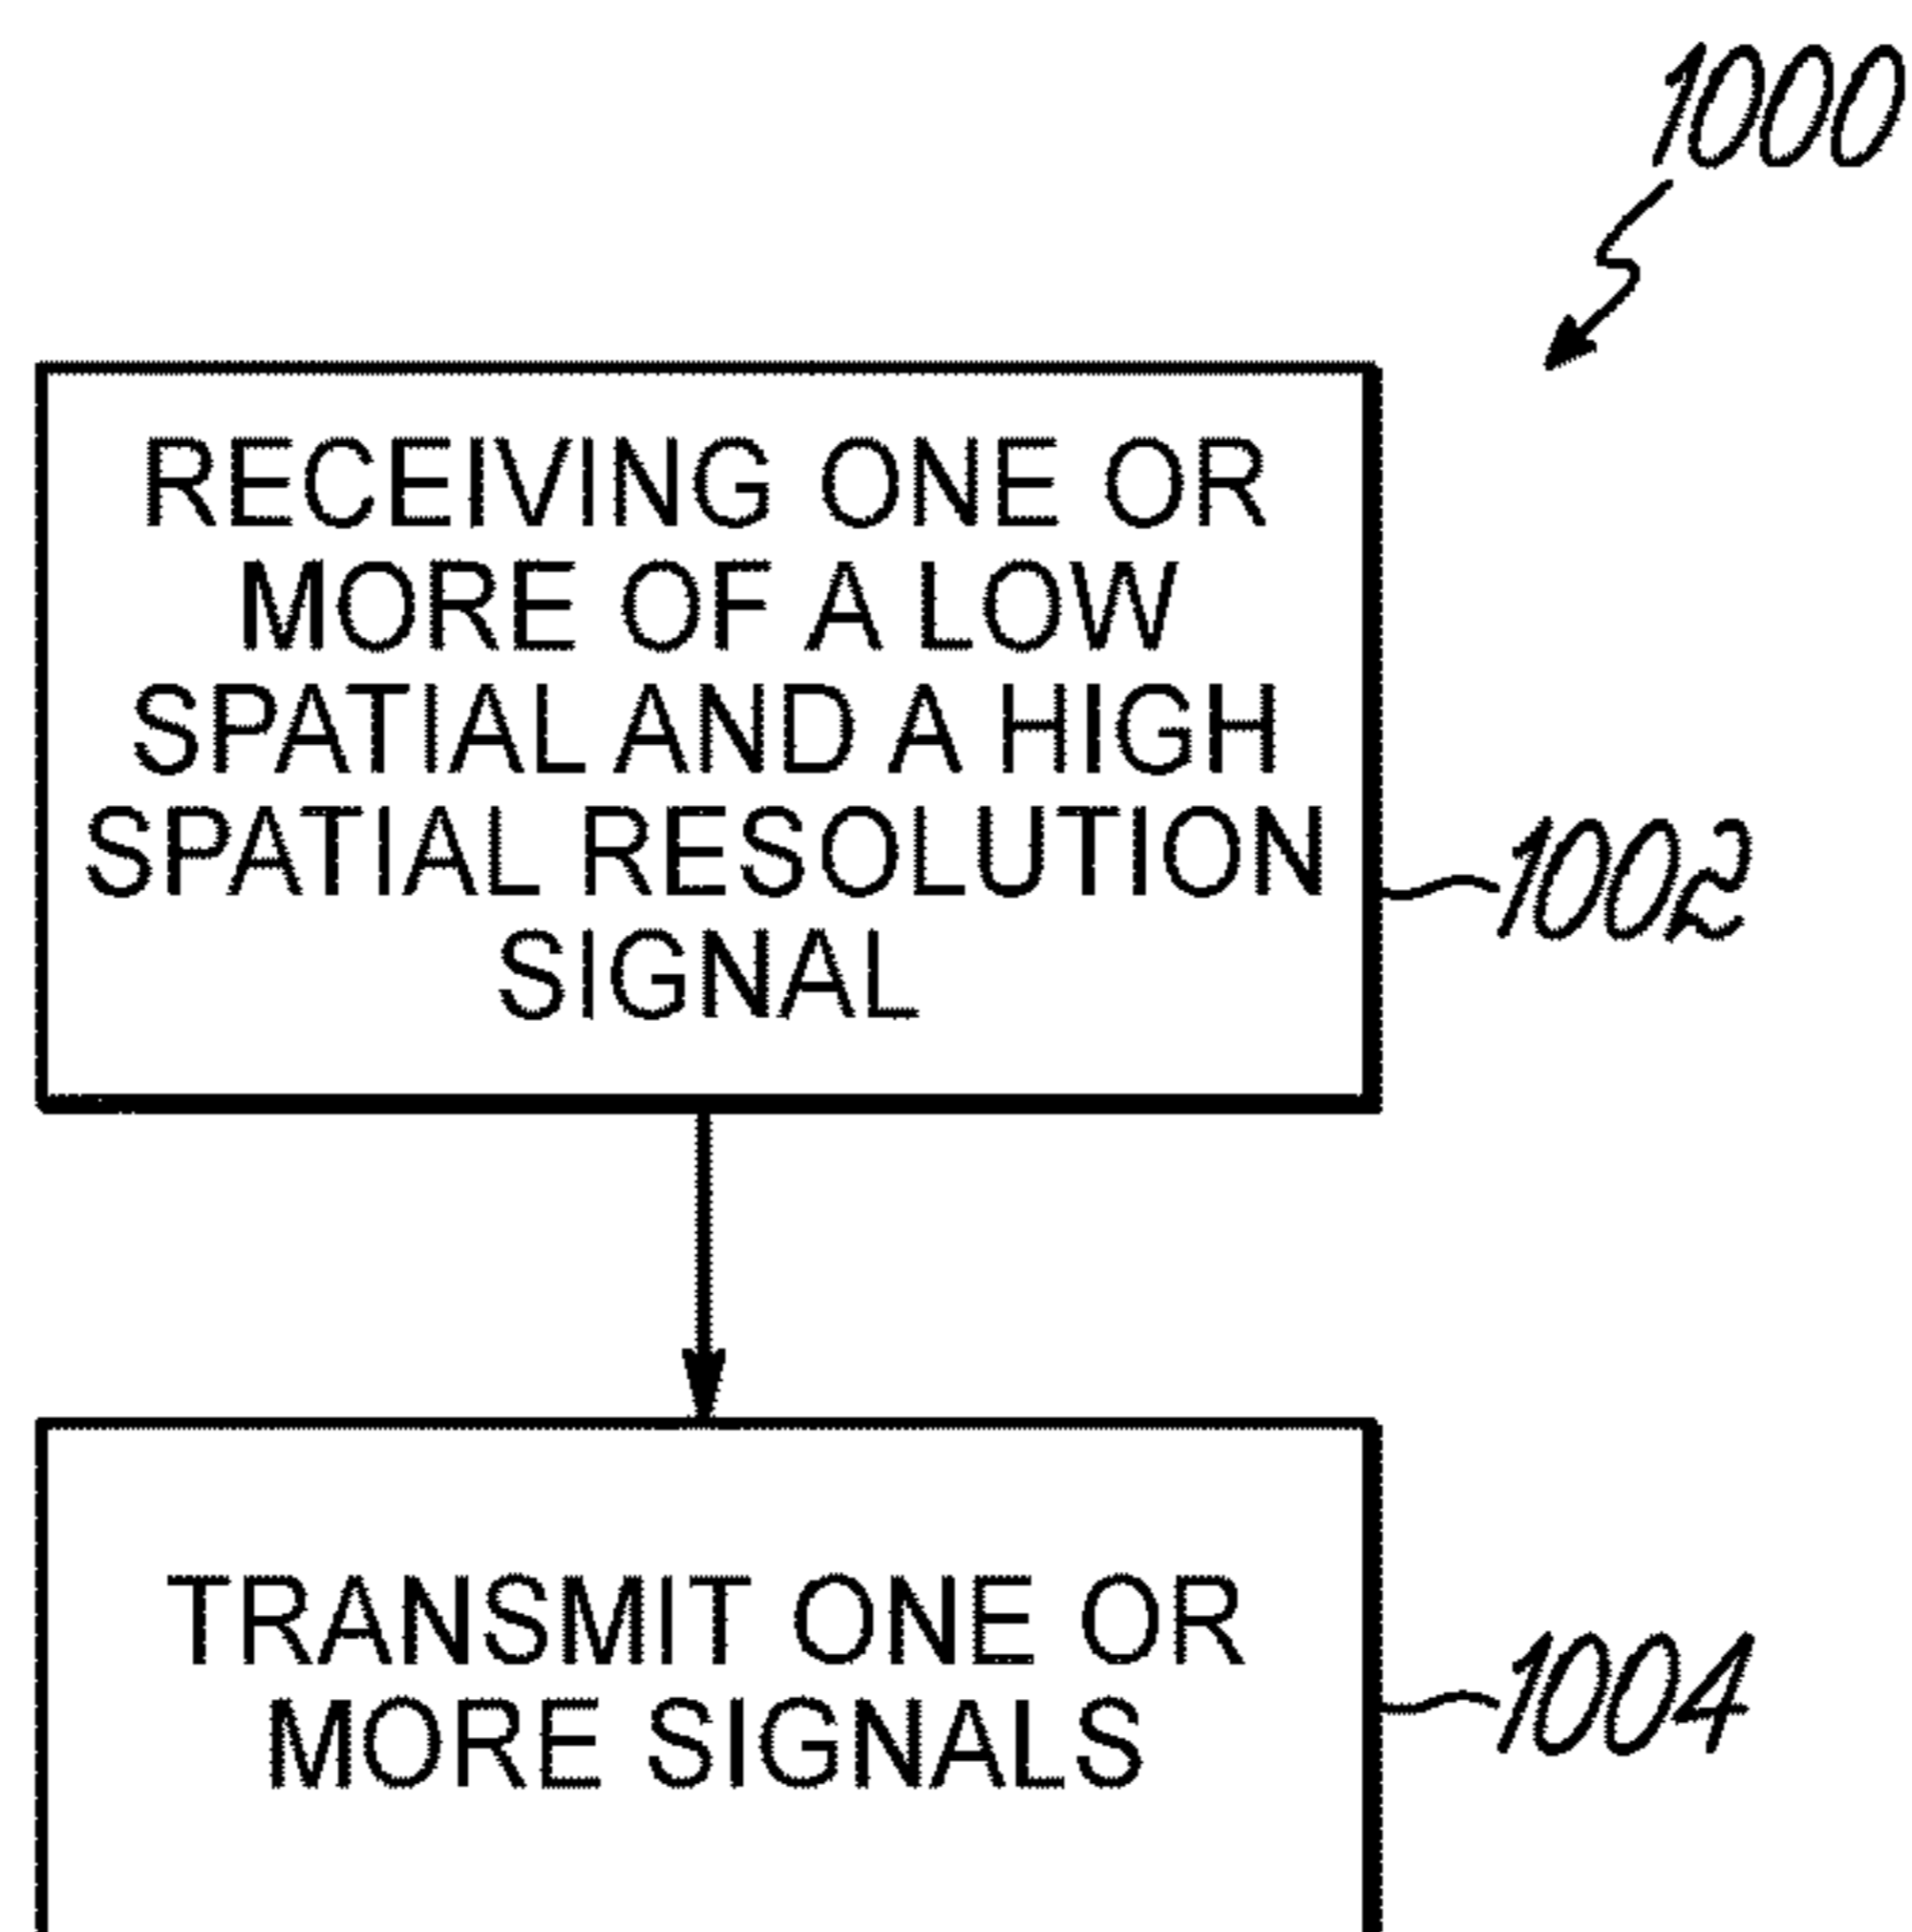 1000
RECEIVING ONE OR
MORE OF A LOW
SPATIAL AND A HIGH
SPATIAL RESOLUTION
SIGNAL
1002
TRANSMIT ONE OR
MORE SIGNALS
1004